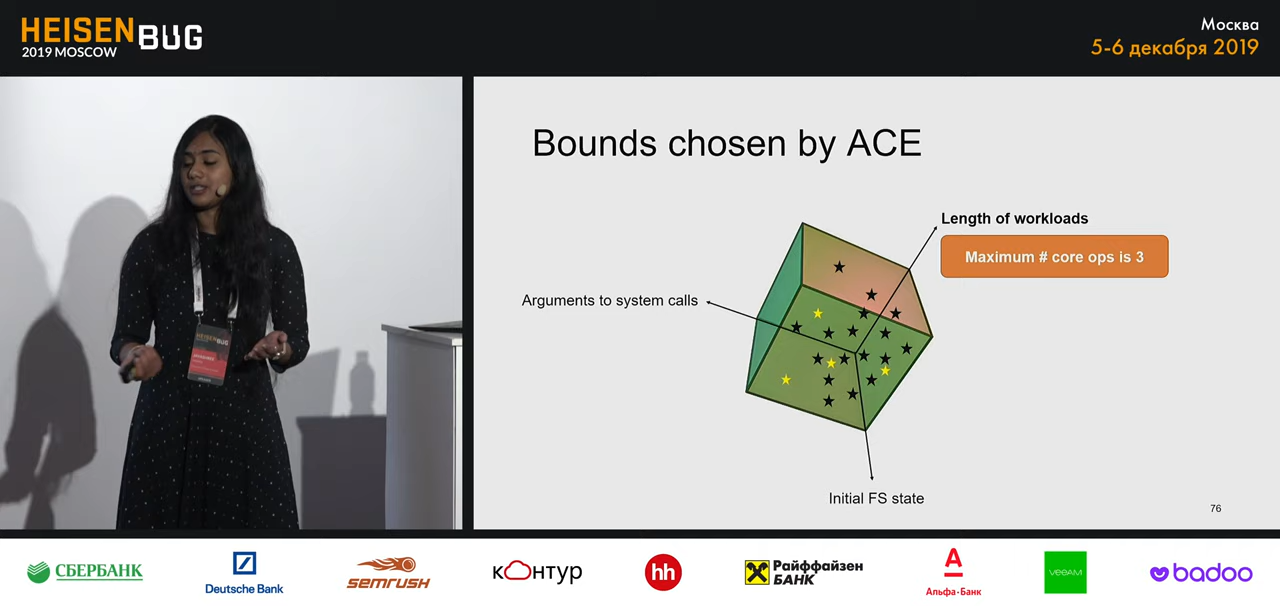 HEISENBUG
2019 MOSCOW
Москва
5-6 декабря 2019
Bounds chosen by ACE
Length of workloads
Maximum # core ops is 3
Arguments to system calls
Initial FS state
76
HEISENBUG
СБЕРБАНК
Deutsche Bank
semrush
контур
hh
Райффайзен
БАНК
А
Альфа·Банк
veeam
badoo